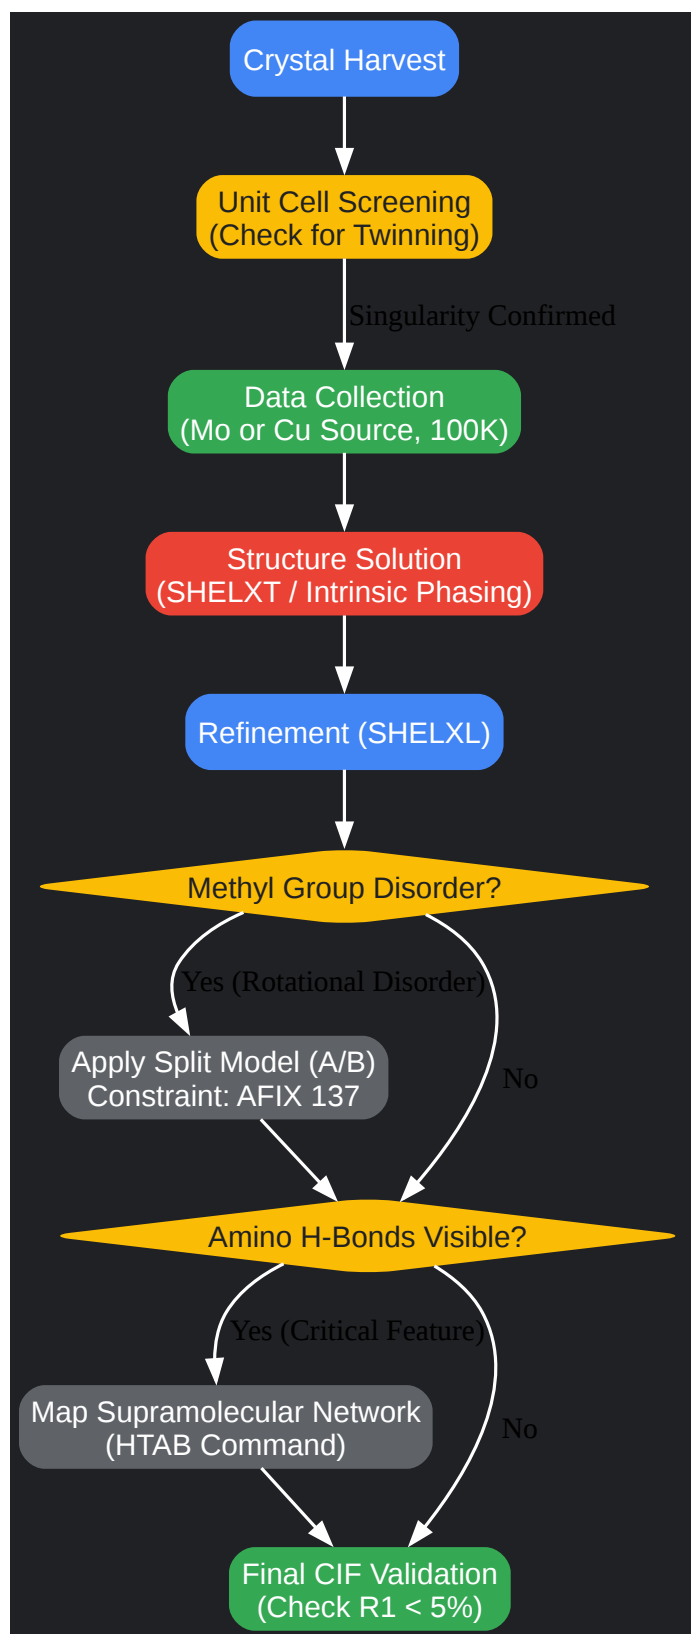 Crystal Harvest
Unit Cell Screening
(Check for Twinning)
Singularity Confirmed
Data Collection
(Mo or Cu Source, 100K)
Structure Solution
(SHELXT / Intrinsic Phasing)
Refinement (SHELXL)
Methyl Group Disorder?
Yes (Rotational Disorder)
Apply Split Model (A/B)
Constraint: AFIX 137
No
Amino H-Bonds Visible?
Yes (Critical Feature)
Map Supramolecular Network
(HTAB Command)
No
Final CIF Validation
(Check R1 < 5%)